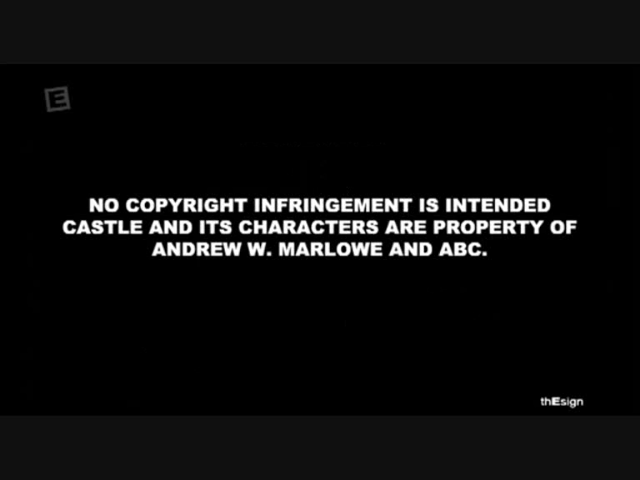 E
NO COPYRIGHT INFRINGEMENT IS INTENDED
CASTLE AND ITS CHARACTERS ARE PROPERTY OF
ANDREW W. MARLOWE AND ABC.
thEsign